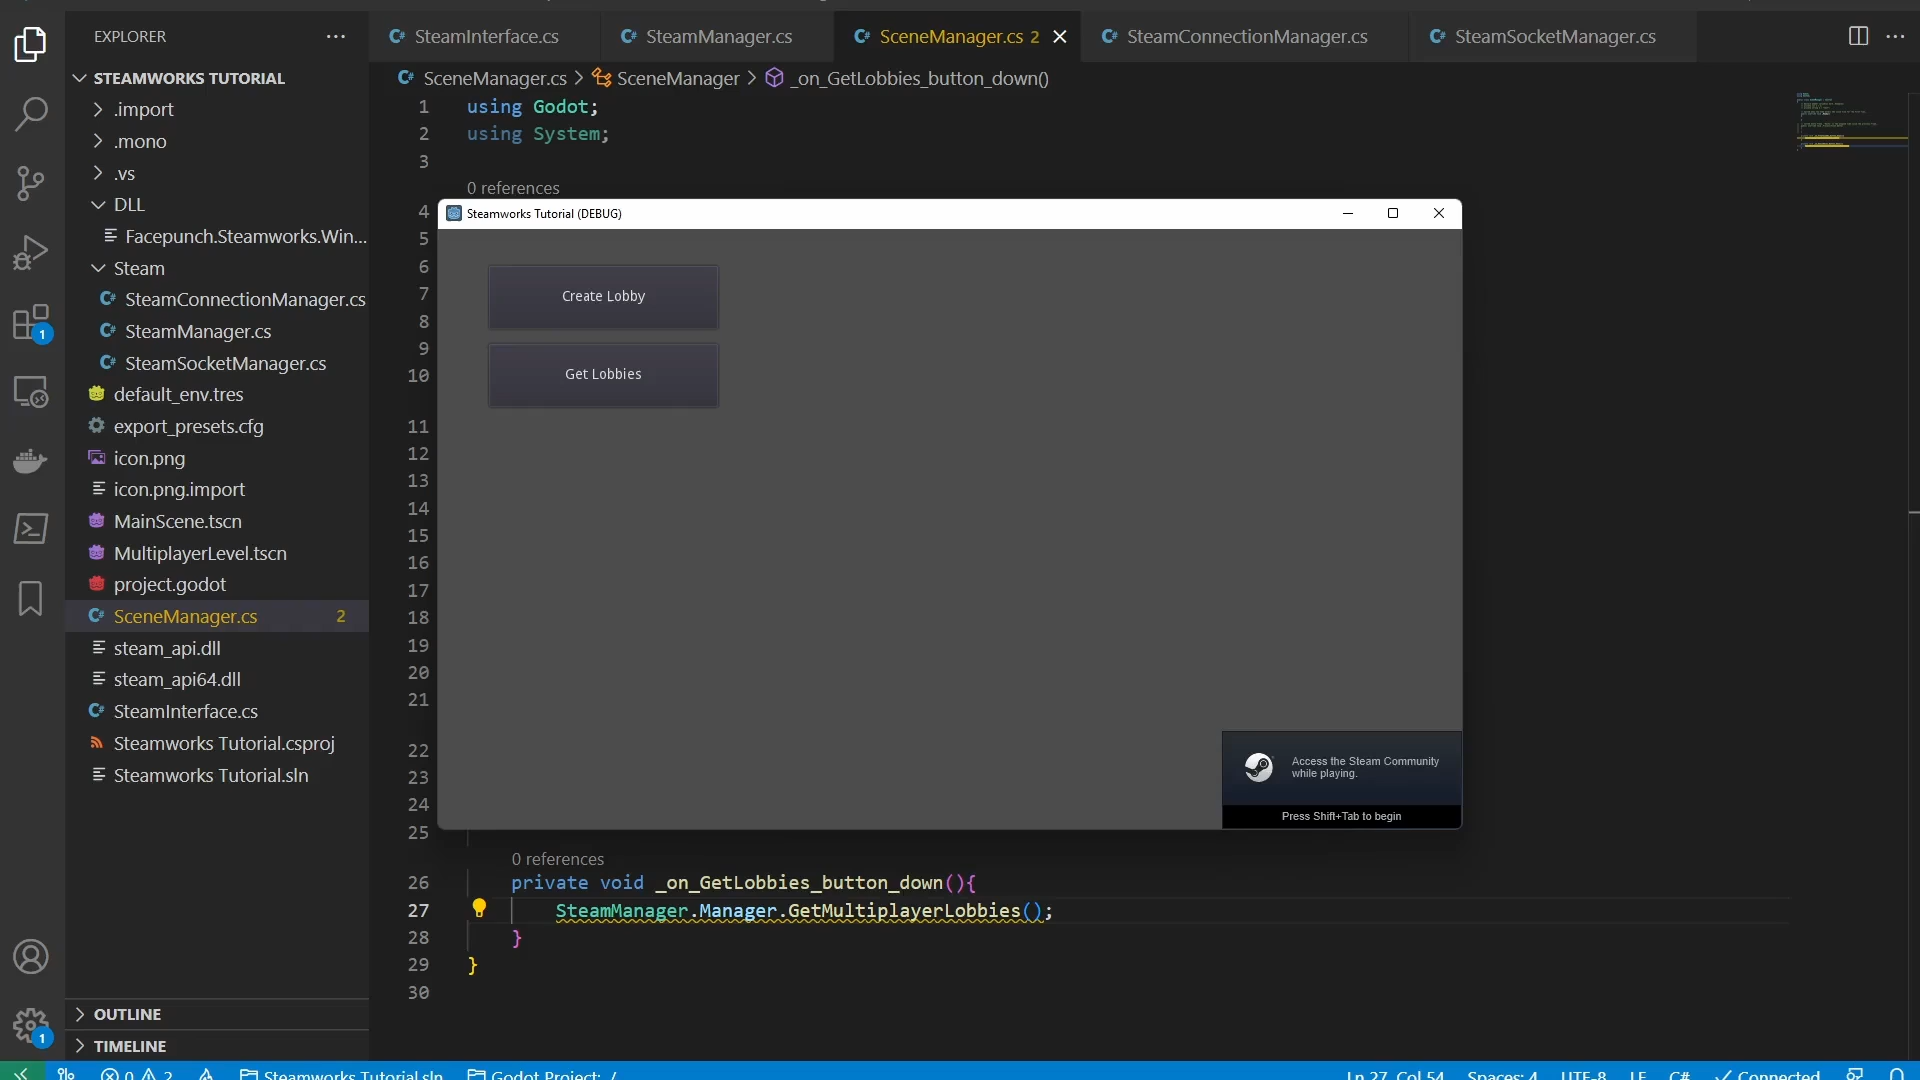 EXPLORER
STEAMWORKS TUTORIAL
.import
.mono
.vs
DLL
Facepunch.Steamworks.Win...
Steam
SteamConnectionManager.cs
SteamManager.cs
SteamSocketManager.cs
default_env.tres
export_presets.cfg
icon.png
icon.png.import
MainScene.tscn
MultiplayerLevel.tscn
project.godot
SceneManager.cs 2
steam_api.dll
steam_api64.dll
SteamInterface.cs
Steamworks Tutorial.csproj
Steamworks Tutorial.sln
OUTLINE
TIMELINE
1
1
SteamInterface.cs SteamManager.cs SceneManager.cs 2 SteamConnectionManager.cs SteamSocketManager.cs
SceneManager.cs > SceneManager > _on_GetLobbies_button_down()
1 using Godot;
2 using System;
3
0 references
4
5
6
7
8
9
10
11
12
13
14
15
16
17
18
19
20
21
22
23
24
25
Steamworks Tutorial (DEBUG)
Create Lobby
Get Lobbies
Access the Steam Community
while playing.
Press Shift+Tab to begin
0 references
26 private void _on_GetLobbies_button_down(){
27 SteamManager.Manager.GetMultiplayerLobbies();
28 }
29 }
30
0 2 Steamworks Tutorial.sln Godot Project: / Ln 27, Col 54 Spaces: 4 UTF-8 LF C# Connected